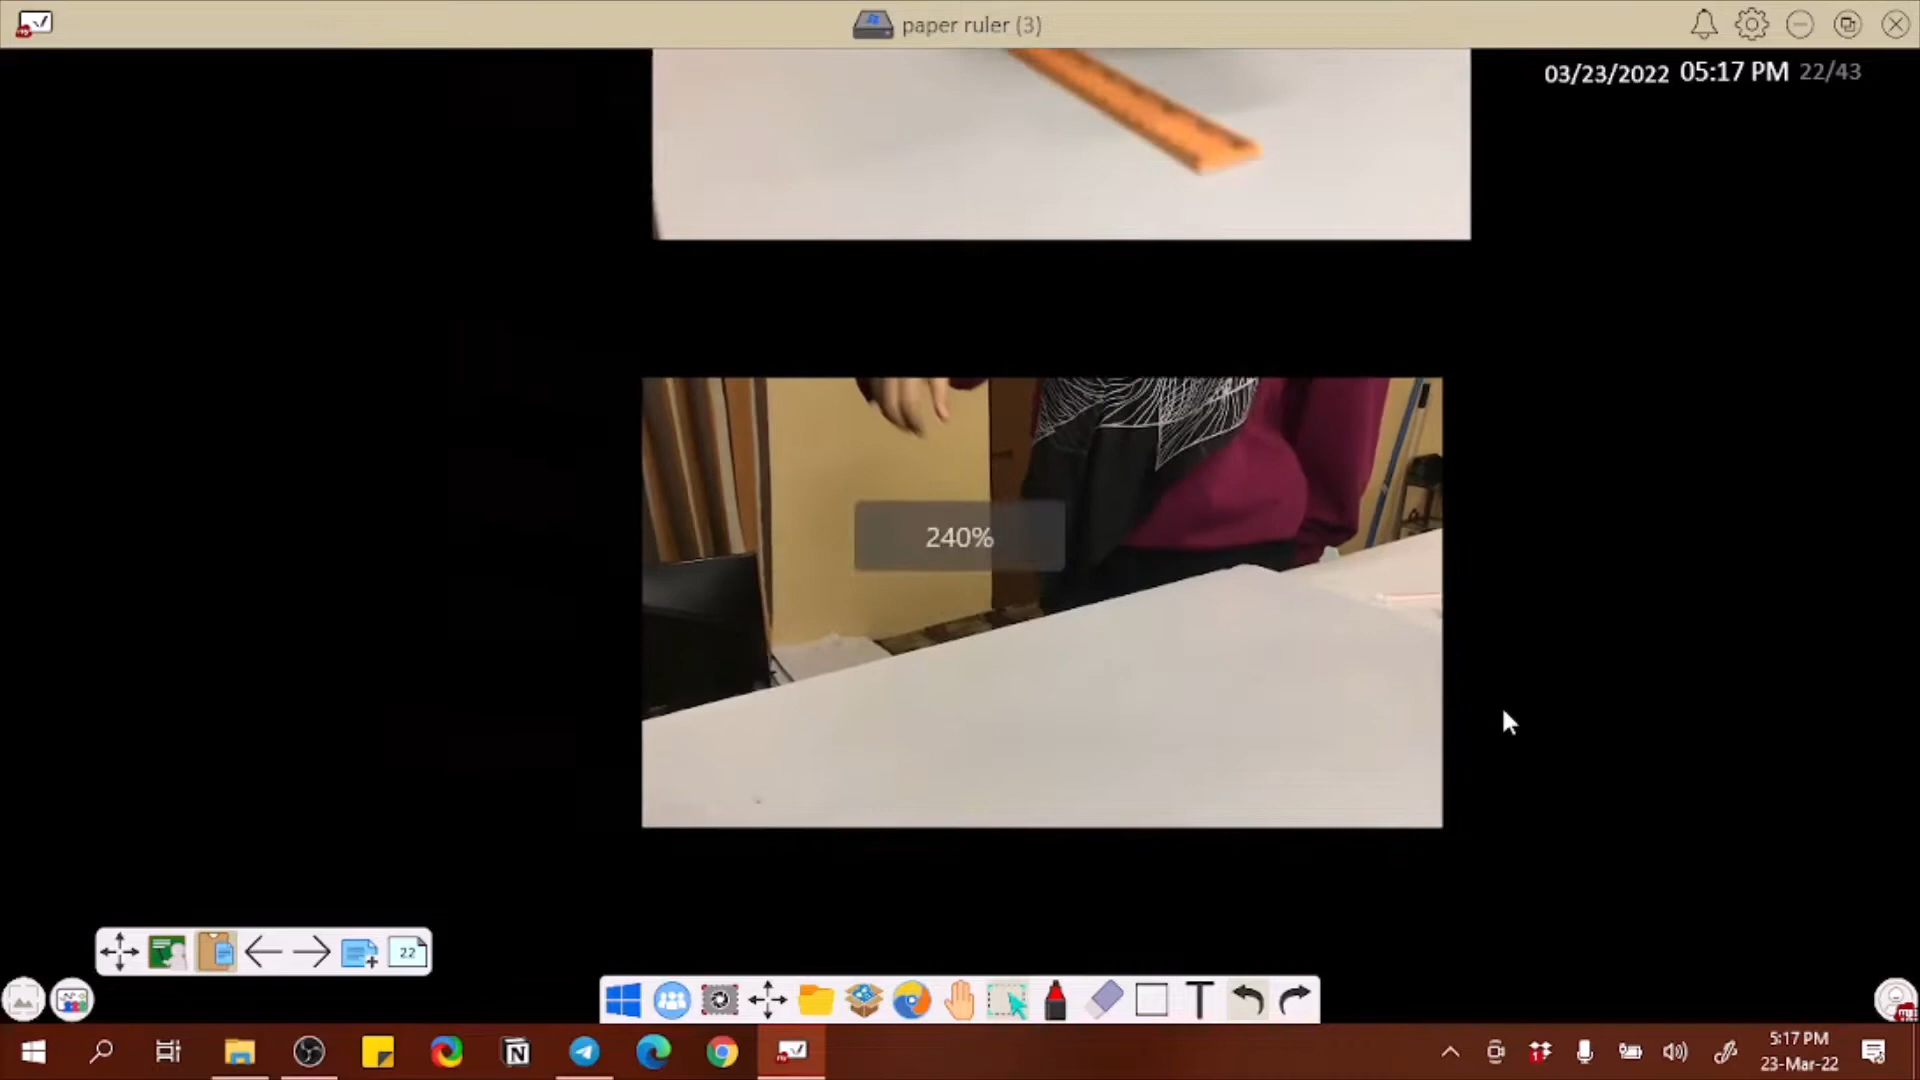 paper ruler (3)
03/23/2022 05:17 PM 22/43
240%
22
T
N
1
5:17 PM
23-Mar-22